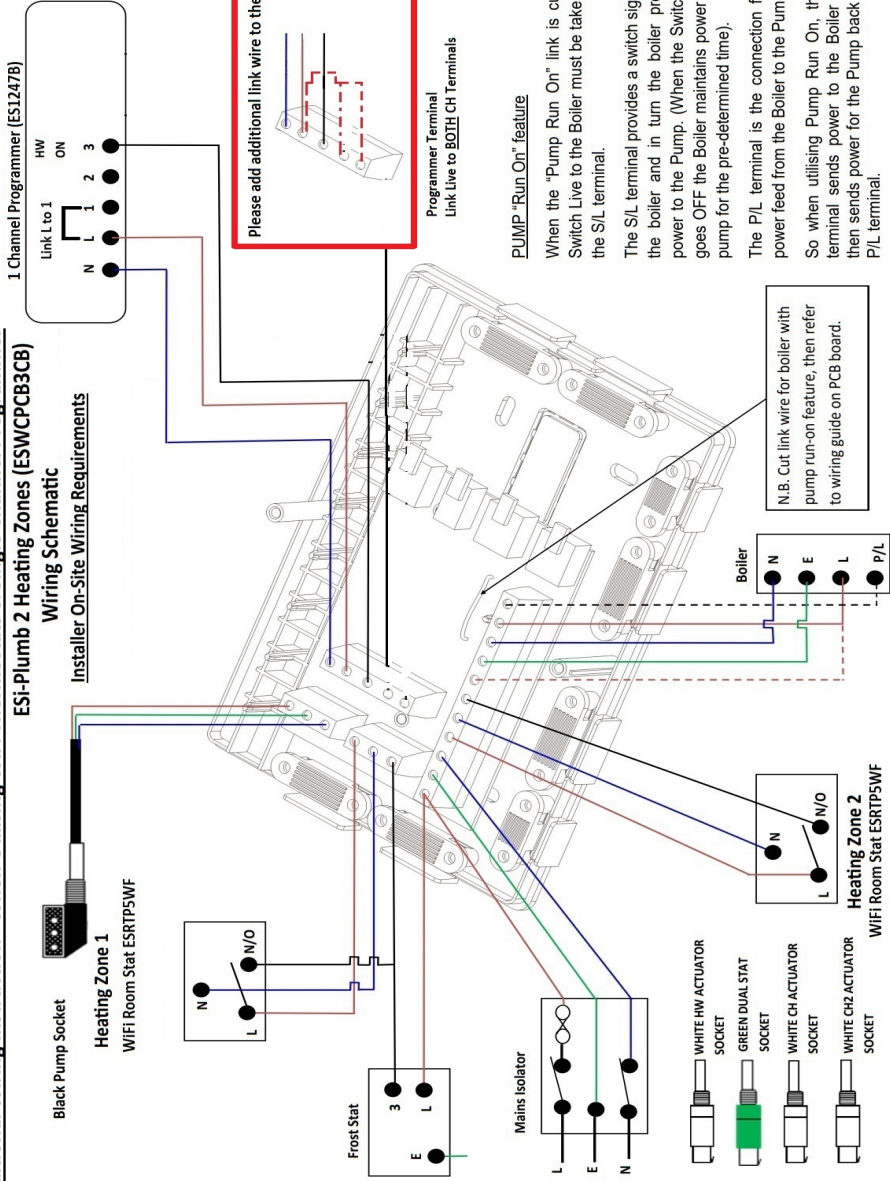 ESi-Plumb 2 Heating Zones (ESWCPCB3CB)
Wiring Schematic
Installer On-Site Wiring Requirements
1 Channel Programmer (ES1247B)
Link L to 1
HW
ON
N
L
1
2
3
Black Pump Socket
Heating Zone 1
WiFi Room Stat ESRTP5WF
N
L
N/O
Frost Stat
E
L
3
Mains Isolator
L
E
N
WHITE HW ACTUATOR
SOCKET
GREEN DUAL STAT
SOCKET
WHITE CH ACTUATOR
SOCKET
WHITE CH2 ACTUATOR
SOCKET
N
L
N/O
Heating Zone 2
WiFi Room Stat ESRTP5WF
Boiler
N
E
L
P/L
N.B. Cut link wire for boiler with
pump run-on feature, then refer
to wiring guide on PCB board.
Please add additional link wire to the
Programmer Terminal
Link Live to BOTH CH Terminals
PUMP "Run On" feature
When the "Pump Run On" link is
Switch Live to the Boiler must be
the S/L terminal.
The S/L terminal provides a switch
the boiler and in turn the boiler
power to the Pump. (When the
goes OFF the Boiler maintains power
pump for the pre-determined time).
The P/L terminal is the connection
power feed from the Boiler to the
So when utilising Pump Run On,
terminal sends power to the Boiler
then sends power for the Pump back
P/L terminal.